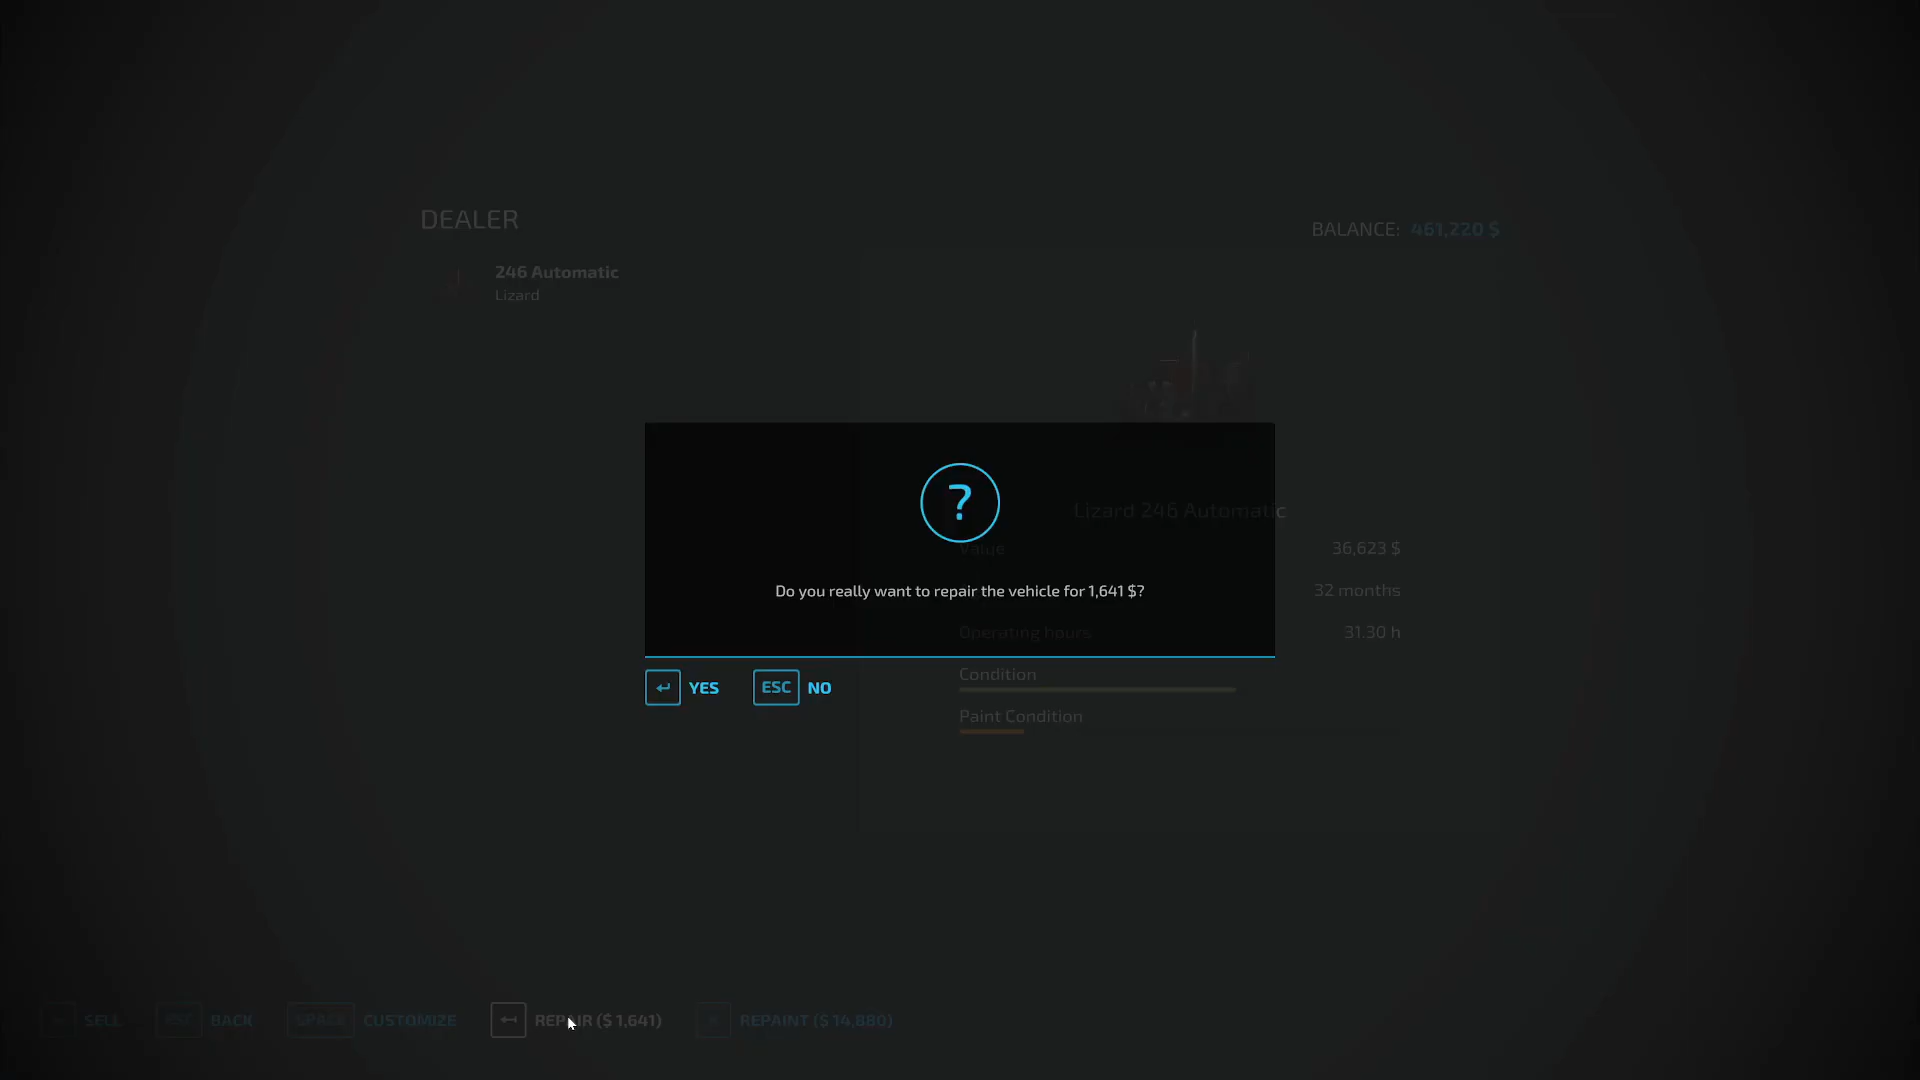 DEALER
BALANCE: 461,220 $
246 Automatic
Lizard
?
Lizard 246 Automatic
Value 36,623 $
Do you really want to repair the vehicle for 1,641 $?
32 months
Operating hours 31.30 h
Condition
ESC NO
YES
Paint Condition
SELL
ESC BACK
SPACE CUSTOMIZE
REPAIR ($ 1,641)
REPAINT ($ 14,880)